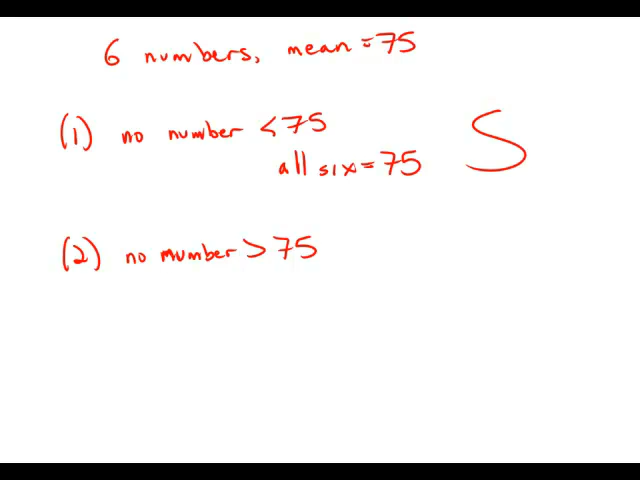 6 numbers, mean = 75
(1) no number < 75
all six = 75
S
(2) no number > 75